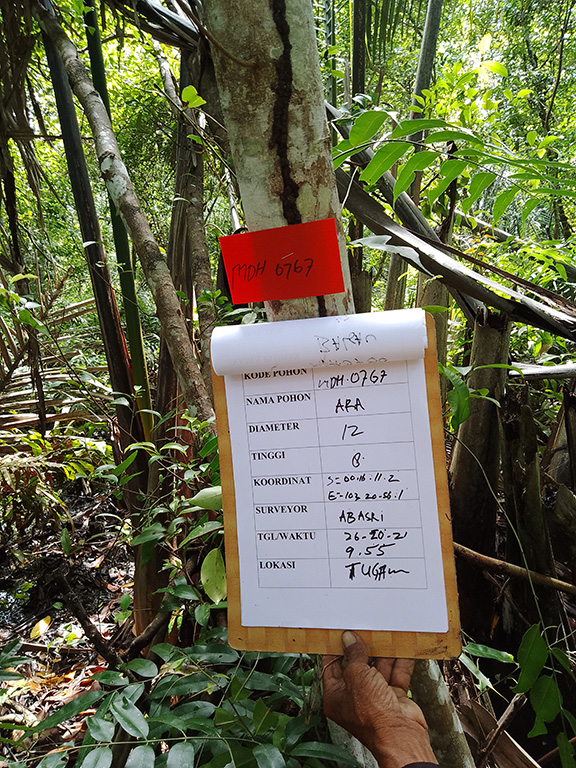 MDH 0767
KODE POHON MDH.0767
NAMA POHON ARA
DIAMETER 12
TINGGI 8.
KOORDINAT S=00.16.11.2
E=103.20.56.1
SURVEYOR ABASRI
TGL/WAKTU 26-10-21
9.55
LOKASI TUGAM